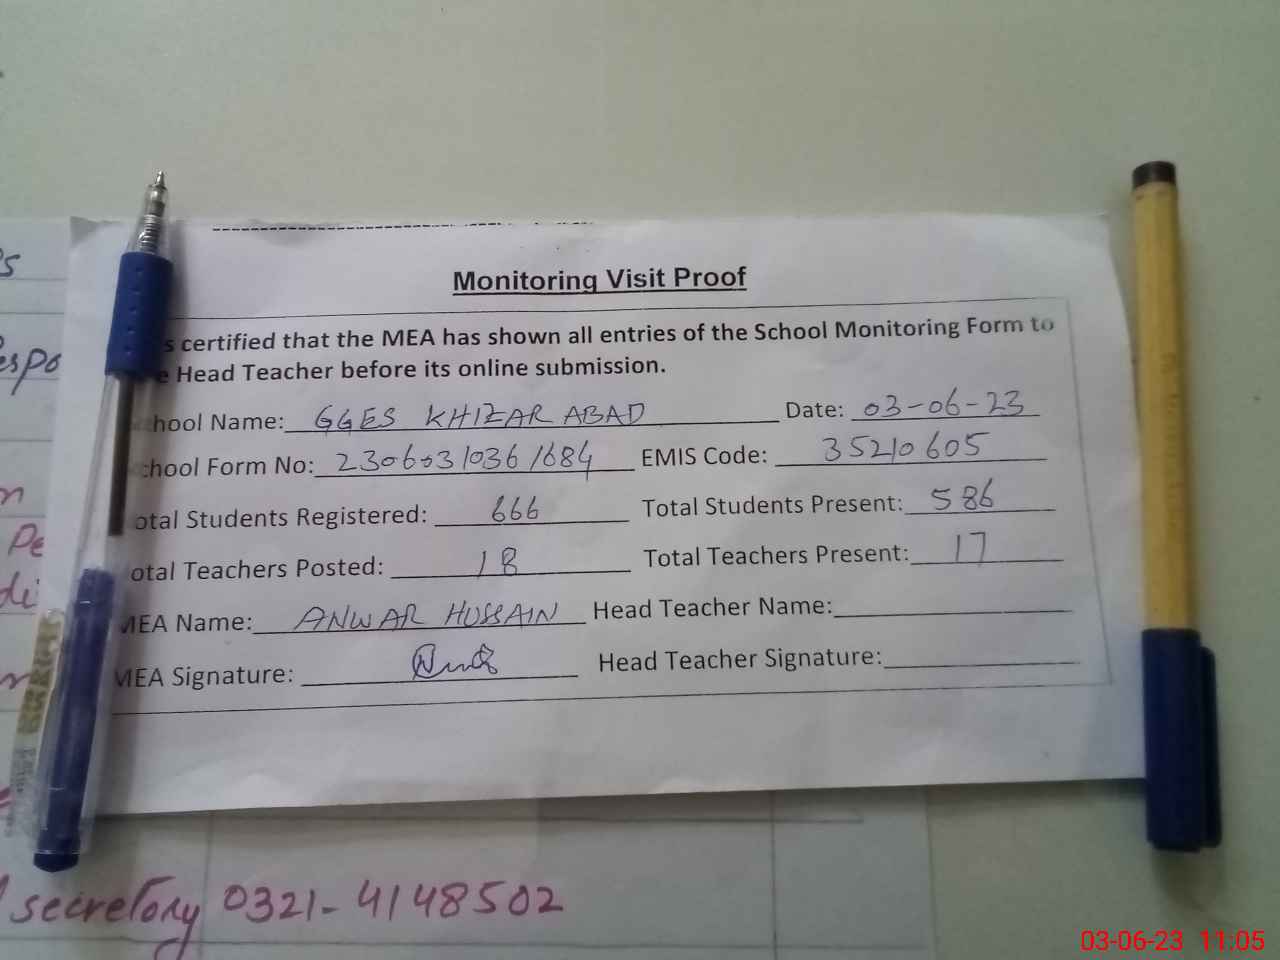 Monitoring Visit Proof
s certified that the MEA has shown all entries of the School Monitoring Form to
e Head Teacher before its online submission.
chool Name: GGES KHIZAR ABAD Date: 03-06-23
chool Form No: 2306031036 1684 EMIS Code: 35210605
otal Students Registered: 666 Total Students Present: 586
otal Teachers Posted: 18 Total Teachers Present: 17
MEA Name: ANWAR HUSSAIN Head Teacher Name:
MEA Signature: Head Teacher Signature:
secretory 0321-4148502
03-06-23 11:05